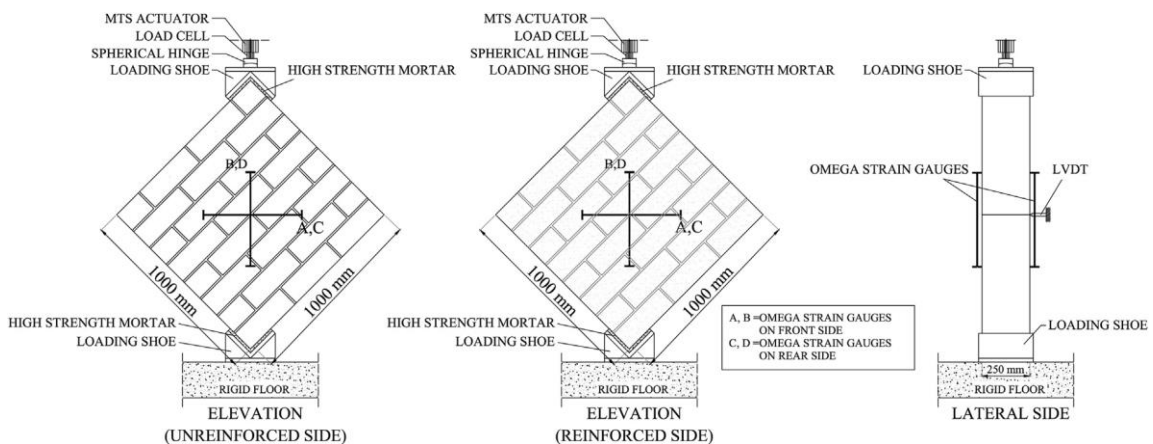 MTS ACTUATOR
LOAD CELL
SPHERICAL HINGE
LOADING SHOE
HIGH STRENGTH MORTAR
B,D
A,C
1000 mm
1000 mm
HIGH STRENGTH MORTAR
LOADING SHOE
RIGID FLOOR
ELEVATION
(UNREINFORCED SIDE)
MTS ACTUATOR
LOAD CELL
SPHERICAL HINGE
LOADING SHOE
HIGH STRENGTH MORTAR
B,D
A,C
1000 mm
1000 mm
HIGH STRENGTH MORTAR
LOADING SHOE
RIGID FLOOR
ELEVATION
(REINFORCED SIDE)
A, B =OMEGA STRAIN GAUGES
ON FRONT SIDE
C, D =OMEGA STRAIN GAUGES
ON REAR SIDE
LOADING SHOE
OMEGA STRAIN GAUGES
LVDT
LOADING SHOE
250 mm
RIGID FLOOR
LATERAL SIDE